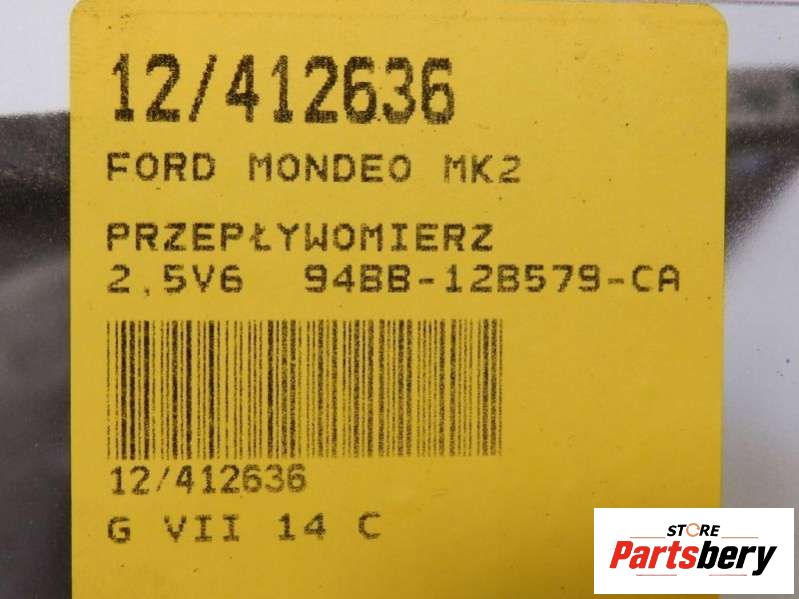 12/412636
FORD MONDEO MK2
PRZEPŁYWOMIERZ
2,5V6 94BB-12B579-CA
12/412636
G VII 14 C
STORE
Partsbery